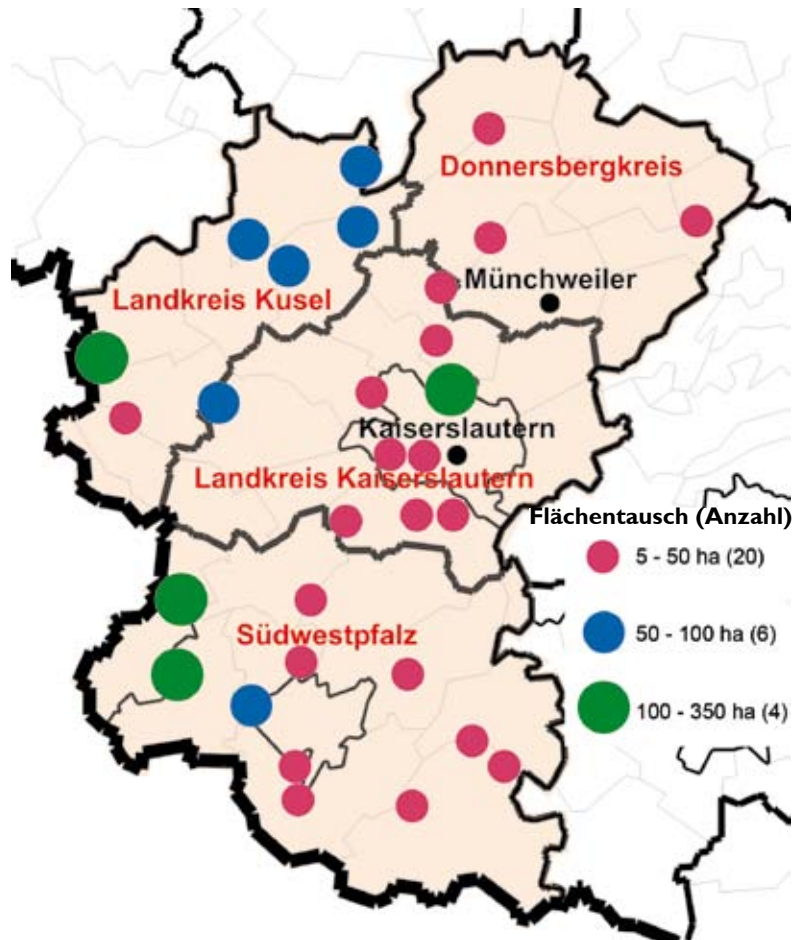 Donnersbergkreis
Münchweiler
Landkreis Kusel
Kaiserslautern
Landkreis Kaiserslautern
Flächentausch (Anzahl)
5 - 50 ha (20)
50 - 100 ha (6)
100 - 350 ha (4)
Südwestpfalz